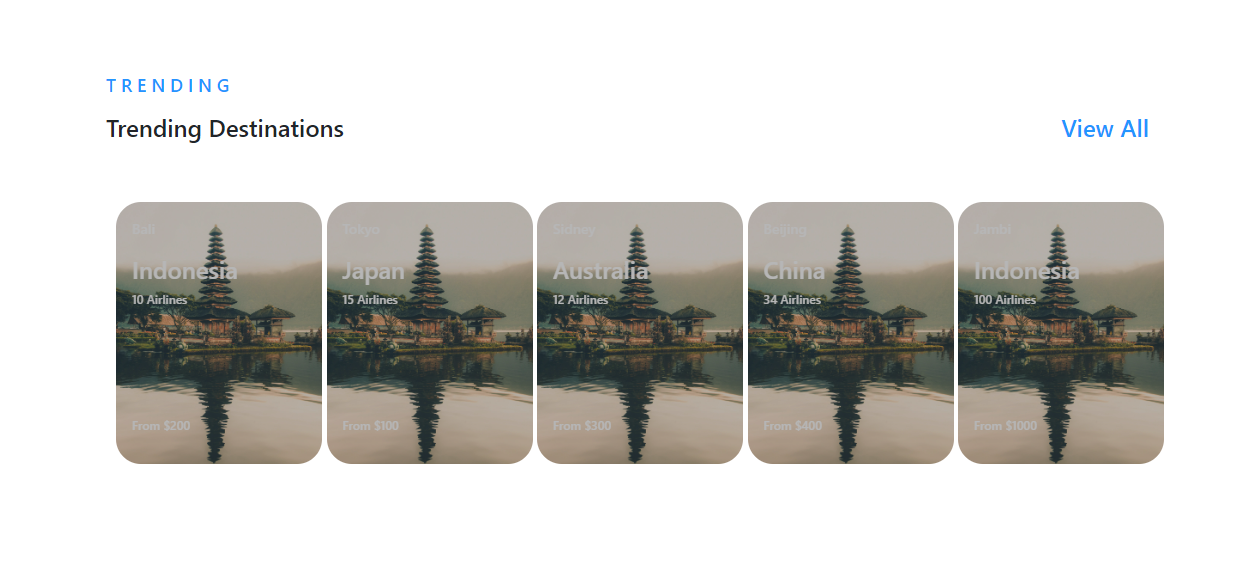 TRENDING
Trending Destinations
View All
Bali
Indonesia
10 Airlines
From $200
Tokyo
Japan
15 Airlines
From $100
Sidney
Australia
12 Airlines
From $300
Beijing
China
34 Airlines
From $400
Jambi
Indonesia
100 Airlines
From $1000